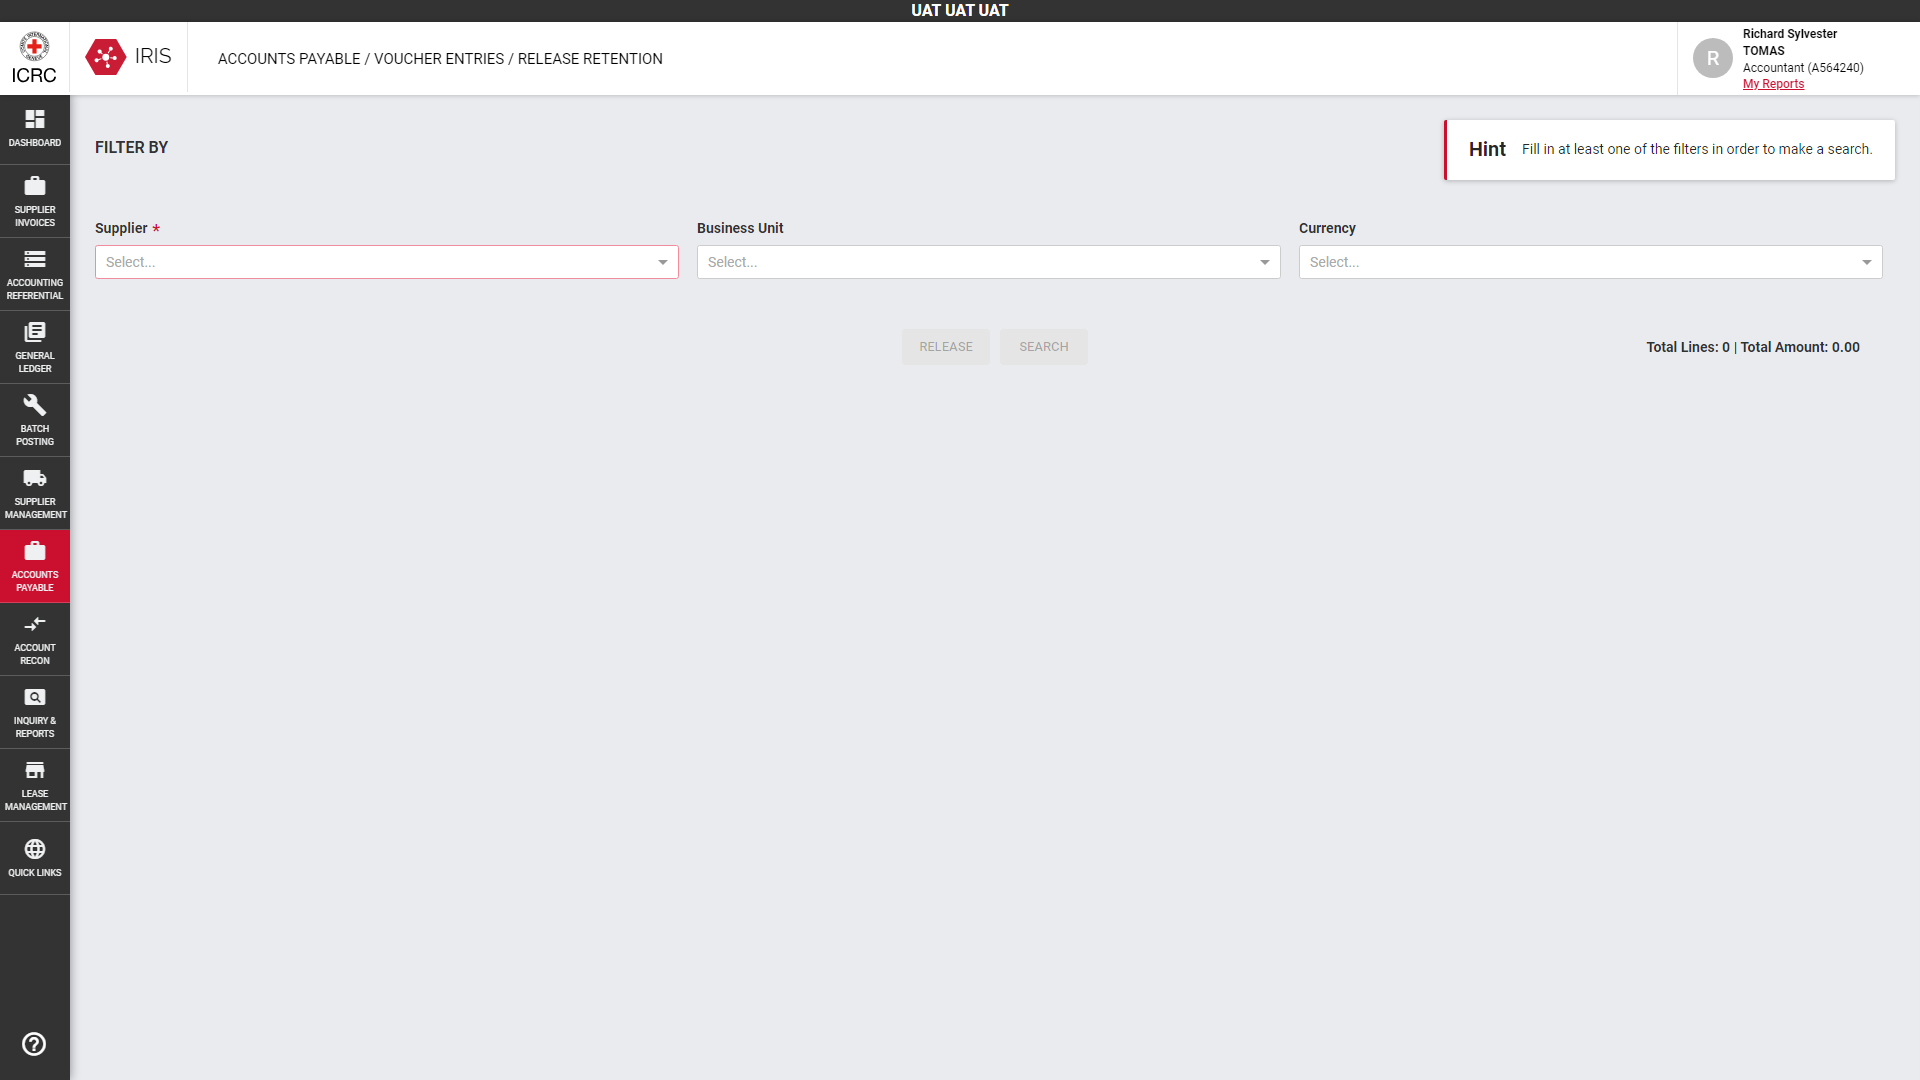 UAT UAT UAT
ICRC
IRIS
ACCOUNTS PAYABLE / VOUCHER ENTRIES / RELEASE RETENTION
R
Richard Sylvester
TOMAS
Accountant (A564240)
My Reports
DASHBOARD
SUPPLIER
INVOICES
ACCOUNTING
REFERENTIAL
GENERAL
LEDGER
BATCH
POSTING
SUPPLIER
MANAGEMENT
ACCOUNTS
PAYABLE
ACCOUNT
RECON
INQUIRY &
REPORTS
LEASE
MANAGEMENT
QUICK LINKS
FILTER BY
Hint Fill in at least one of the filters in order to make a search.
Supplier *
Select...
Business Unit
Select...
Currency
Select...
RELEASE
SEARCH
Total Lines: 0 | Total Amount: 0.00